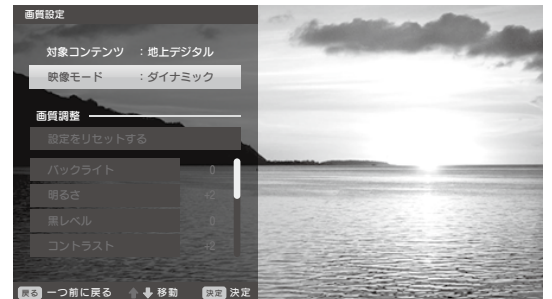 画質設定
対象コンテンツ ：地上デジタル
映像モード ：ダイナミック
画質調整
設定をリセットする
バックライト 0
明るさ +2
黒レベル 0
コントラスト +2
戻る 一つ前に戻る 移動 決定 決定